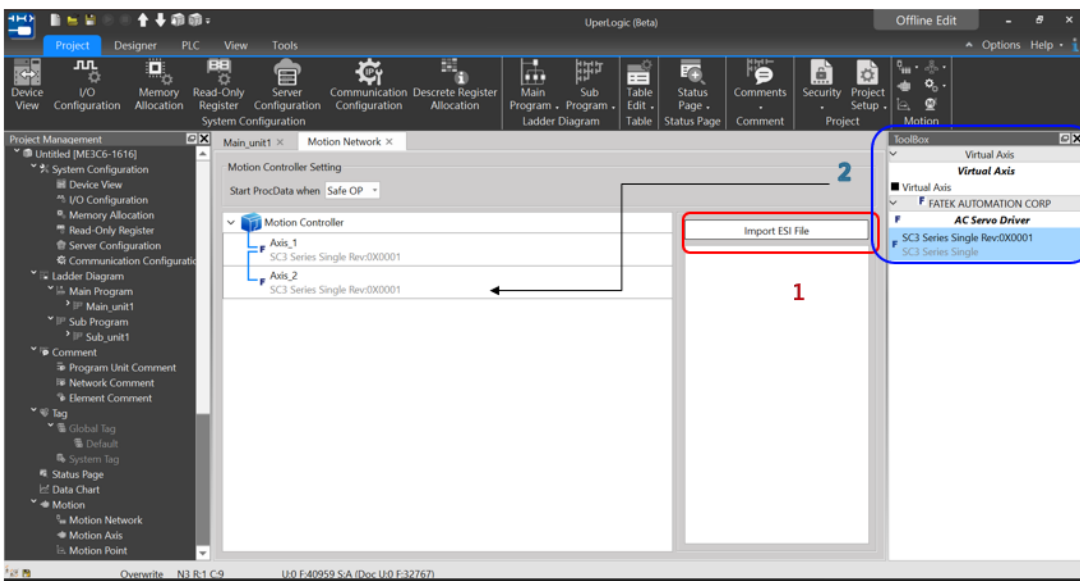 UperLogic (Beta)
Offline Edit
Project Designer PLC View Tools
Options Help
Device View
I/O Configuration
Memory Allocation
Read-Only Register
Server Configuration
Communication Configuration
Descrete Register Allocation
System Configuration
Main Program
Sub Program
Ladder Diagram
Table Edit
Table
Status Page
Status Page
Comments
Comment
Security
Project Setup
Project
Motion
Project Management
Untitled [ME3C6-1616]
System Configuration
Device View
I/O Configuration
Memory Allocation
Read-Only Register
Server Configuration
Communication Configuratic
Ladder Diagram
Main Program
Main_unit1
Sub Program
Sub_unit1
Comment
Program Unit Comment
Network Comment
Element Comment
Tag
Global Tag
Default
System Tag
Status Page
Data Chart
Motion
Motion Network
Motion Axis
Motion Point
Main_unit1 × Motion Network ×
Motion Controller Setting
Start ProcData when Safe OP
2
Motion Controller
F Axis_1
SC3 Series Single Rev:0X0001
F Axis_2
SC3 Series Single Rev:0X0001
Import ESI File
1
ToolBox
Virtual Axis
Virtual Axis
Virtual Axis
F FATEK AUTOMATION CORP
F AC Servo Driver
F SC3 Series Single Rev:0X0001
SC3 Series Single
Overwrite N3 R:1 C:9 U:0 F:40959 S:A (Doc U:0 F:32767)